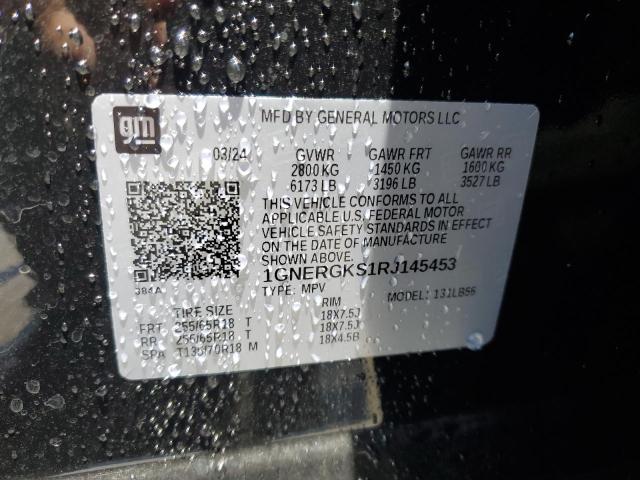 gm
MFD BY GENERAL MOTORS LLC
03/24 GVWR GAWR FRT GAWR RR
2800 KG 1450 KG 1600 KG
6173 LB 3196 LB 3527 LB
THIS VEHICLE CONFORMS TO ALL
APPLICABLE U.S. FEDERAL MOTOR
VEHICLE SAFETY STANDARDS IN EFFECT
ON THE DATE OF MANUFACTURE
SHOWN ABOVE.
1GNERGKS1RJ145453
J84A
TYPE: MPV MODEL: 131LB56
TIRE SIZE RIM
FRT 255/65R18 T 18X7.5J
RR 255/65R18 T 18X7.5J
SPA T135/70R18 M 18X4.5B